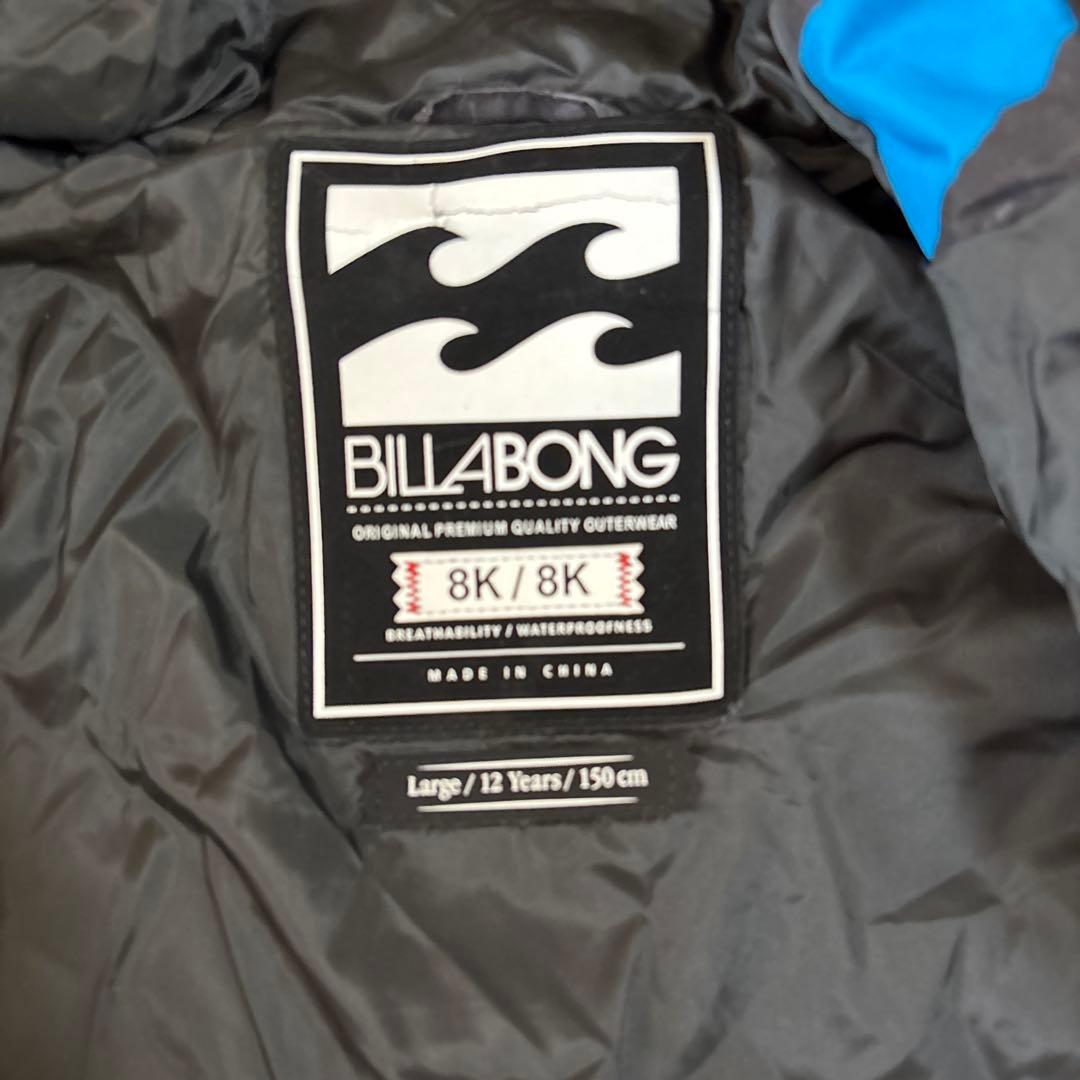 BILLABONG
ORIGINAL PREMIUM QUALITY OUTERWEAR
8K / 8K
BREATHABILITY / WATERPROOFNESS
MADE IN CHINA
Large / 12 Years / 150 cm